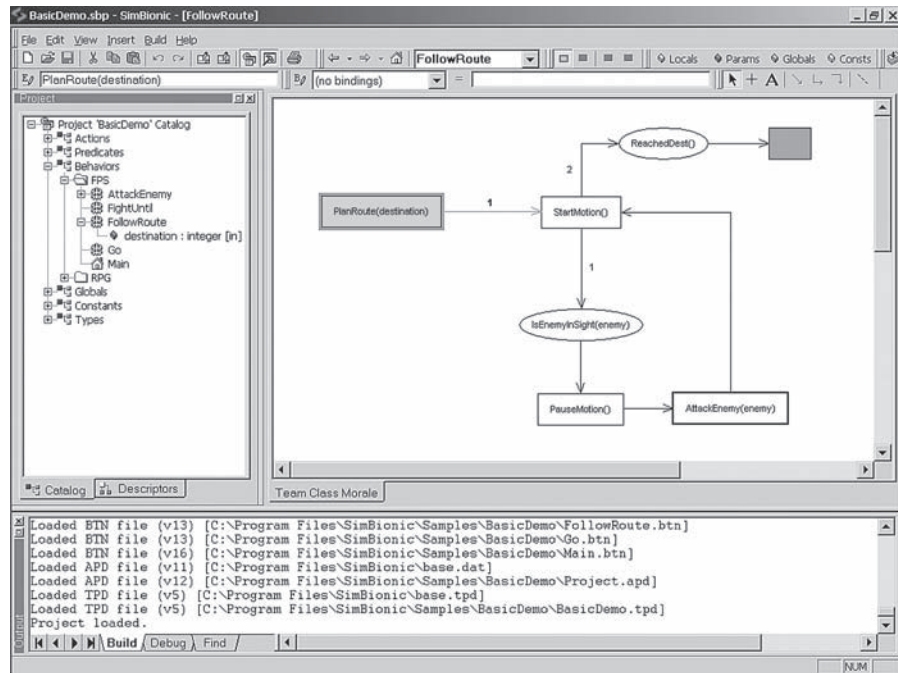 BasicDemo.sbp - SimBionic - [FollowRoute]
File Edit View Insert Build Help
FollowRoute
Locals Params Globals Consts
PlanRoute(destination)
(no bindings)
=
A
Project
Project 'BasicDemo' Catalog
Actions
Predicates
Behaviors
FPS
AttackEnemy
FightUntil
FollowRoute
destination : integer [in]
Go
Main
RPG
Globals
Constants
Types
Catalog Descriptors
ReachedDest()
2
PlanRoute(destination)
1
StartMotion()
1
IsEnemyInSight(enemy)
PauseMotion()
AttackEnemy(enemy)
Team Class Morale
Loaded BTN file (v13) [C:\Program Files\SimBionic\Samples\BasicDemo\FollowRoute.btn]
Loaded BTN file (v13) [C:\Program Files\SimBionic\Samples\BasicDemo\Go.btn]
Loaded BTN file (v16) [C:\Program Files\SimBionic\Samples\BasicDemo\Main.btn]
Loaded APD file (v11) [C:\Program Files\SimBionic\base.dat]
Loaded APD file (v12) [C:\Program Files\SimBionic\Samples\BasicDemo\Project.apd]
Loaded TPD file (v5) [C:\Program Files\SimBionic\base.tpd]
Loaded TPD file (v5) [C:\Program Files\SimBionic\Samples\BasicDemo\BasicDemo.tpd]
Project loaded.
Output
Build Debug Find
NUM